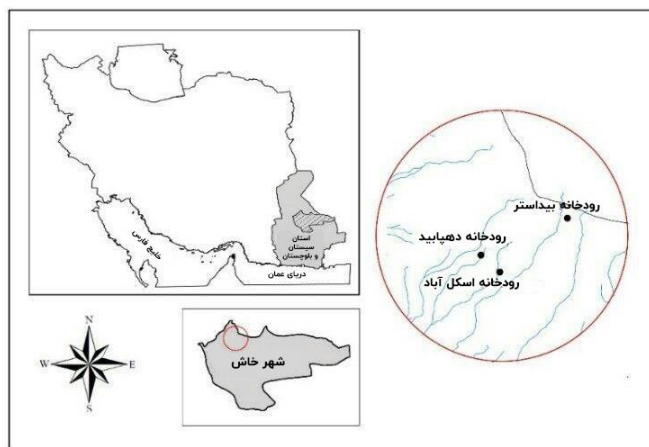 خلیج فارس
استان
سیستان
و بلوچستان
دریای عمان
رودخانه بیداستر
رودخانه دهپابید
رودخانه اسکل آباد
N
W
E
S
شهر خاش